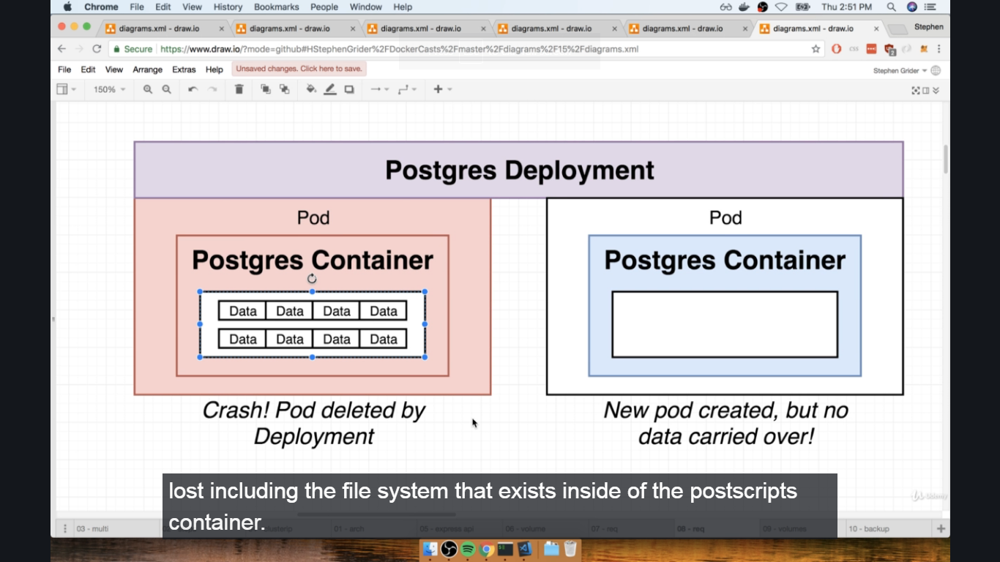 Chrome File Edit View History Bookmarks People Window Help Thu 2:51 PM
diagrams.xml - draw.io diagrams.xml - draw.io diagrams.xml - draw.io diagrams.xml - draw.io diagrams.xml - draw.io diagrams.xml - draw.io Stephen
Secure https://www.draw.io/?mode=github#HStephenGrider%2FDockerCasts%2Fmaster%2Fdiagrams%2F15%2Fdiagrams.xml
File Edit View Arrange Extras Help Unsaved changes. Click here to save. Stephen Grider
150%
Postgres Deployment
Pod
Postgres Container
Data Data Data Data
Data Data Data Data
Crash! Pod deleted by
Deployment
Pod
Postgres Container
New pod created, but no
data carried over!
lost including the file system that exists inside of the postscripts
container.
Udemy
03 - multi clusterip 01 - arch 05 - express api 06 - volume 07 - req 08 - req 09 - volumes 10 - backup